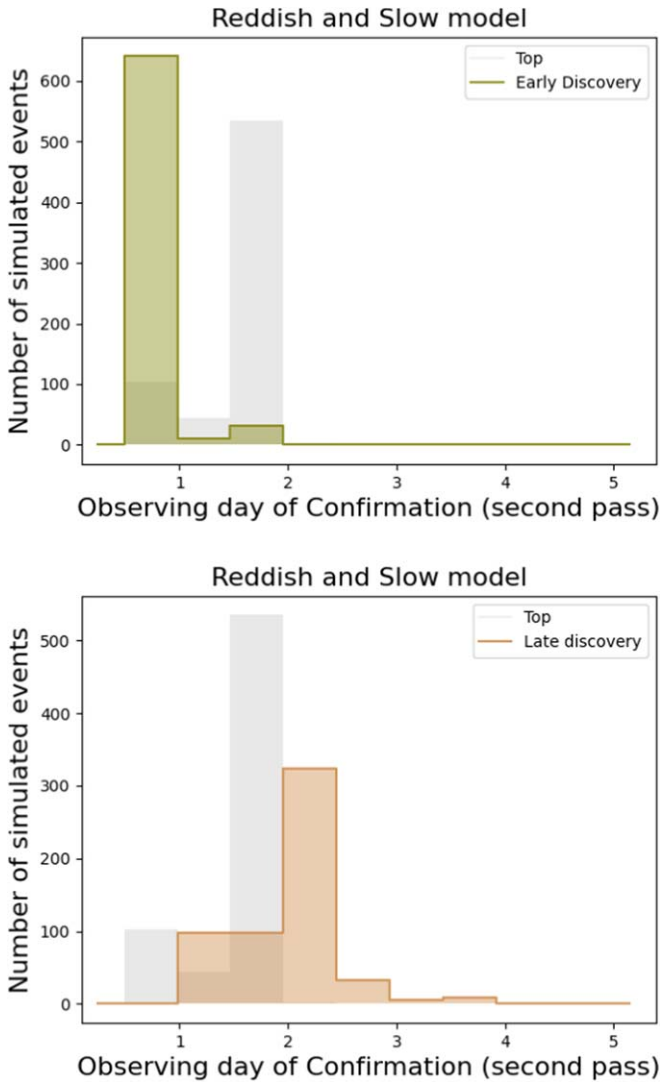 Reddish and Slow model
Top
Early Discovery
Number of simulated events
600
500
400
300
200
100
0
1 2 3 4 5
Observing day of Confirmation (second pass)
Reddish and Slow model
Top
Late discovery
Number of simulated events
500
400
300
200
100
0
1 2 3 4 5
Observing day of Confirmation (second pass)